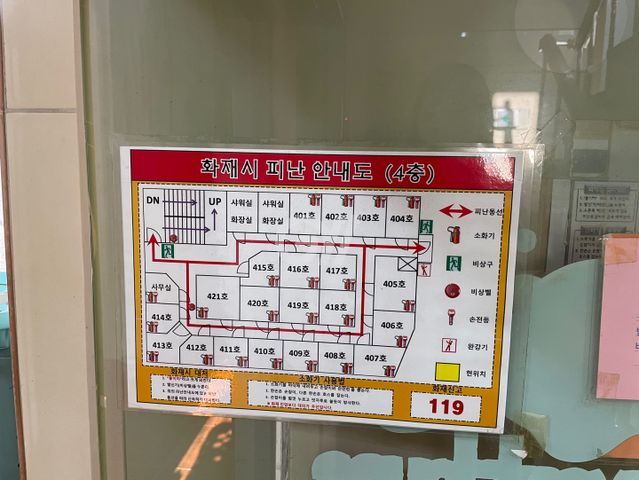 화재시 피난 안내도 (4층)
DN
UP
샤워실 샤워실
화장실 화장실
401호 402호 403호 404호
415호 416호 417호
405호
사무실
421호
420호 419호 418호
414호
406호
413호 412호 411호 410호 409호 408호 407호
피난동선
소화기
비상구
비상벨
손전등
완강기
현위치
화재시 대처
소화기 사용법
화재신고
119